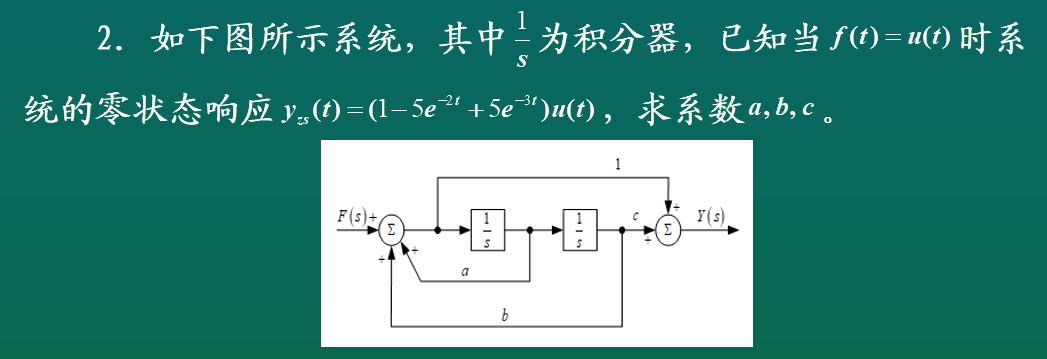 2. 如下图所示系统，其中 1/s 为积分器，已知当 f(t)=u(t) 时系
统的零状态响应 y_zs(t)=(1−5e^{−2t}+5e^{−3t})u(t)，求系数a,b,c。
1
F(s) + Σ 1/s 1/s c + + Σ Y(s)
+ + a
b